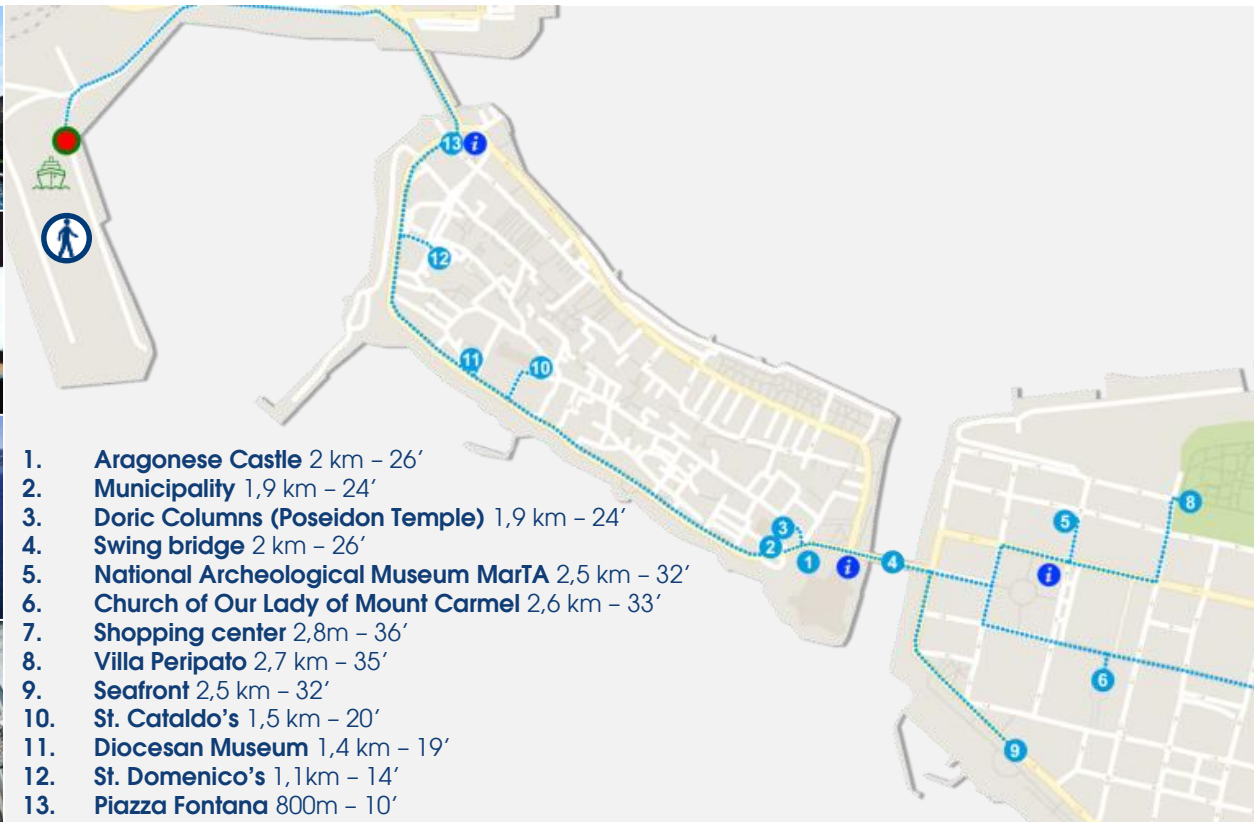 13
i
12
11
10
3
2
1
i
4
5
i
8
6
9
1. Aragonese Castle 2 km – 26’
2. Municipality 1,9 km – 24’
3. Doric Columns (Poseidon Temple) 1,9 km – 24’
4. Swing bridge 2 km – 26’
5. National Archeological Museum MarTA 2,5 km – 32’
6. Church of Our Lady of Mount Carmel 2,6 km – 33’
7. Shopping center 2,8m – 36’
8. Villa Peripato 2,7 km – 35’
9. Seafront 2,5 km – 32’
10. St. Cataldo’s 1,5 km – 20’
11. Diocesan Museum 1,4 km – 19’
12. St. Domenico’s 1,1km – 14’
13. Piazza Fontana 800m – 10’